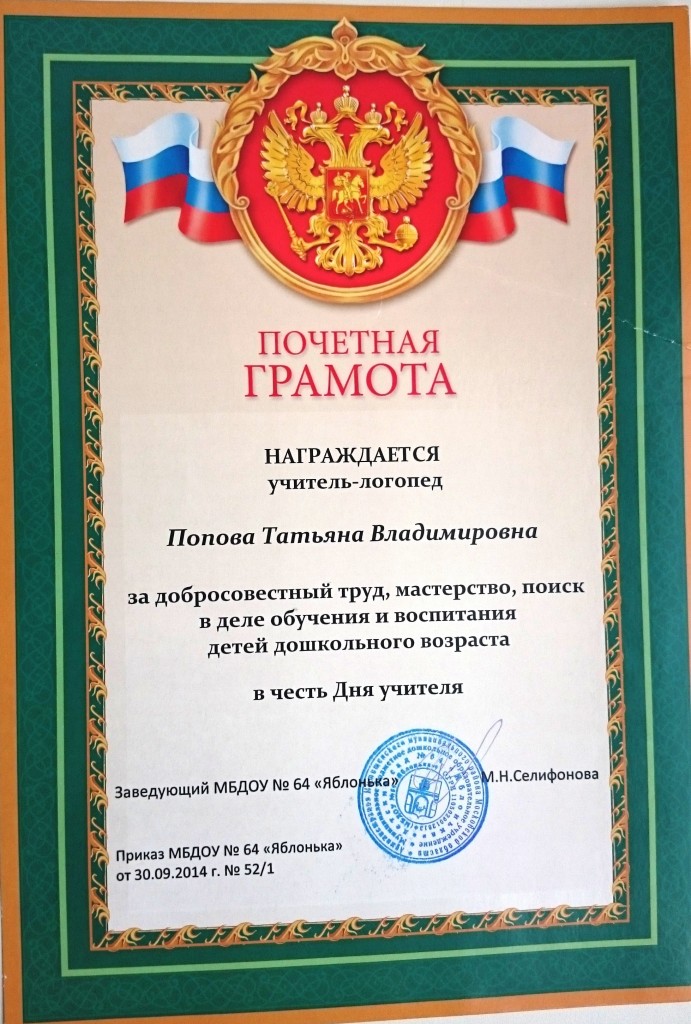 ПОЧЕТНАЯ
ГРАМОТА
НАГРАЖДАЕТСЯ
учитель-логопед
Попова Татьяна Владимировна
за добросовестный труд, мастерство, поиск
в деле обучения и воспитания
детей дошкольного возраста
в честь Дня учителя
Заведующий МБДОУ № 64 «Яблонька» М.Н.Селифонова
Приказ МБДОУ № 64 «Яблонька»
от 30.09.2014 г. № 52/1